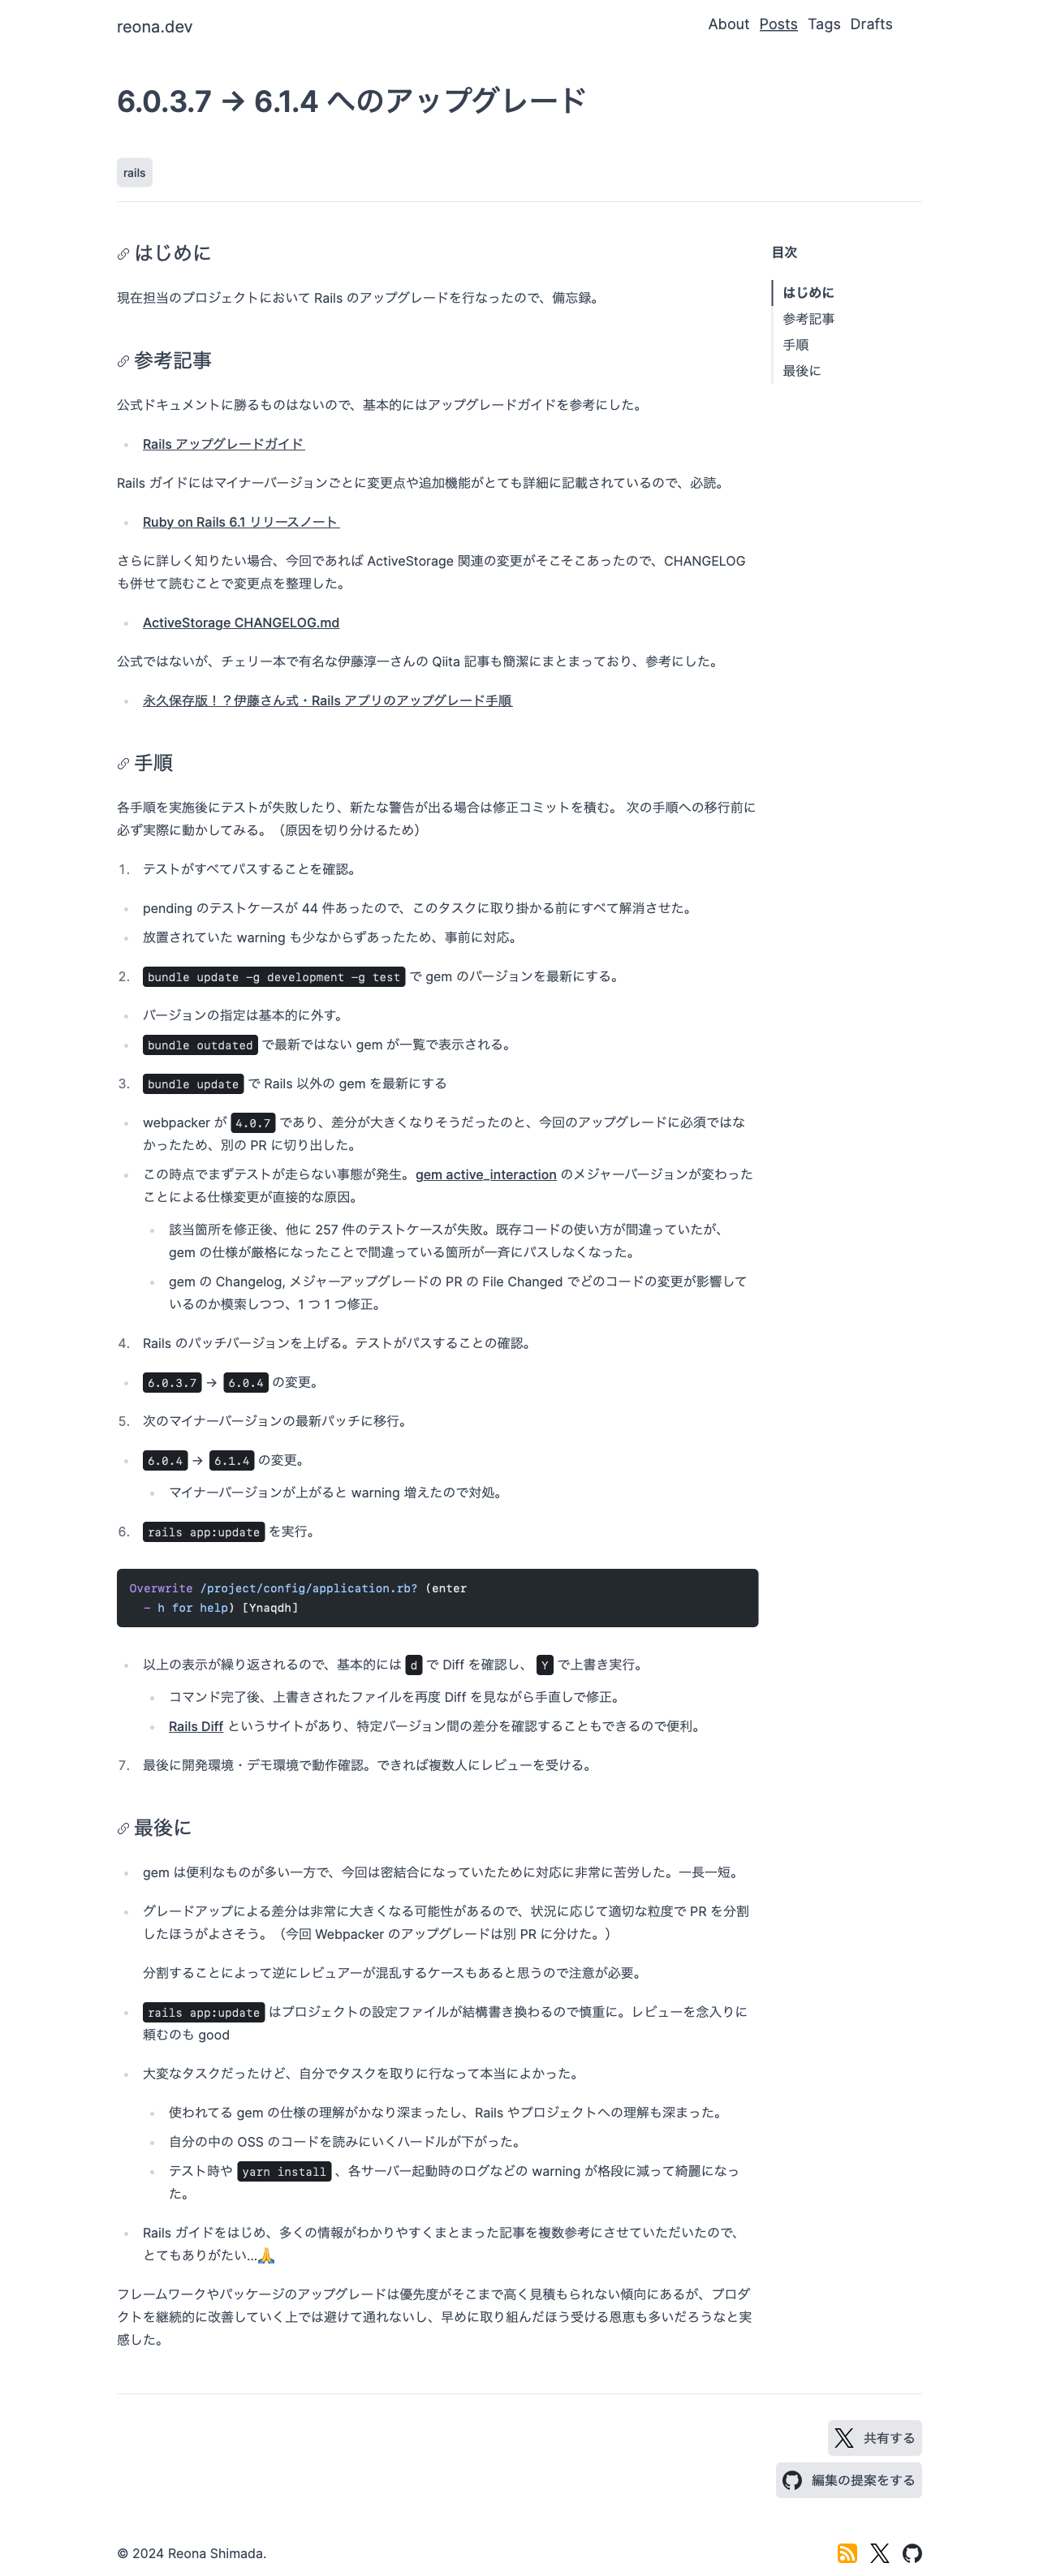 reona.dev
About Posts Tags Drafts
6.0.3.7 → 6.1.4 へのアップグレード
rails
はじめに
現在担当のプロジェクトにおいて Rails のアップグレードを行なったので、備忘録。
目次
はじめに
参考記事
手順
最後に
参考記事
公式ドキュメントに勝るものはないので、基本的にはアップグレードガイドを参考にした。
Rails アップグレードガイド
Rails ガイドにはマイナーバージョンごとに変更点や追加機能がとても詳細に記載されているので、必読。
Ruby on Rails 6.1 リリースノート
さらに詳しく知りたい場合、今回であれば ActiveStorage 関連の変更がそこそこあったので、CHANGELOG
も併せて読むことで変更点を整理した。
ActiveStorage CHANGELOG.md
公式ではないが、チェリー本で有名な伊藤淳一さんの Qiita 記事も簡潔にまとまっており、参考にした。
永久保存版！？伊藤さん式・Rails アプリのアップグレード手順
手順
各手順を実施後にテストが失敗したり、新たな警告が出る場合は修正コミットを積む。 次の手順への移行前に
必ず実際に動かしてみる。（原因を切り分けるため）
1. テストがすべてパスすることを確認。
pending のテストケースが 44 件あったので、このタスクに取り掛かる前にすべて解消させた。
放置されていた warning も少なからずあったため、事前に対応。
2. bundle update -g development -g test で gem のバージョンを最新にする。
バージョンの指定は基本的に外す。
bundle outdated で最新ではない gem が一覧で表示される。
3. bundle update で Rails 以外の gem を最新にする
webpacker が 4.0.7 であり、差分が大きくなりそうだったのと、今回のアップグレードに必須ではな
かったため、別の PR に切り出した。
この時点でまずテストが走らない事態が発生。gem active_interaction のメジャーバージョンが変わった
ことによる仕様変更が直接的な原因。
該当箇所を修正後、他に 257 件のテストケースが失敗。既存コードの使い方が間違っていたが、
gem の仕様が厳格になったことで間違っている箇所が一斉にパスしなくなった。
gem の Changelog, メジャーアップグレードの PR の File Changed でどのコードの変更が影響して
いるのか模索しつつ、1 つ 1 つ修正。
4. Rails のパッチバージョンを上げる。テストがパスすることの確認。
6.0.3.7 → 6.0.4 の変更。
5. 次のマイナーバージョンの最新パッチに移行。
6.0.4 → 6.1.4 の変更。
マイナーバージョンが上がると warning 増えたので対処。
6. rails app:update を実行。
Overwrite /project/config/application.rb? (enter
- h for help) [Ynaqdh]
以上の表示が繰り返されるので、基本的には d で Diff を確認し、 Y で上書き実行。
コマンド完了後、上書きされたファイルを再度 Diff を見ながら手直しで修正。
Rails Diff というサイトがあり、特定バージョン間の差分を確認することもできるので便利。
7. 最後に開発環境・デモ環境で動作確認。できれば複数人にレビューを受ける。
最後に
gem は便利なものが多い一方で、今回は密結合になっていたために対応に非常に苦労した。一長一短。
グレードアップによる差分は非常に大きくなる可能性があるので、状況に応じて適切な粒度で PR を分割
したほうがよさそう。（今回 Webpacker のアップグレードは別 PR に分けた。）
分割することによって逆にレビュアーが混乱するケースもあると思うので注意が必要。
rails app:update はプロジェクトの設定ファイルが結構書き換わるので慎重に。レビューを念入りに
頼むのも good
大変なタスクだったけど、自分でタスクを取りに行なって本当によかった。
使われてる gem の仕様の理解がかなり深まったし、Rails やプロジェクトへの理解も深まった。
自分の中の OSS のコードを読みにいくハードルが下がった。
テスト時や yarn install 、各サーバー起動時のログなどの warning が格段に減って綺麗になっ
た。
Rails ガイドをはじめ、多くの情報がわかりやすくまとまった記事を複数参考にさせていただいたので、
とてもありがたい...🙏
フレームワークやパッケージのアップグレードは優先度がそこまで高く見積もられない傾向にあるが、プロダ
クトを継続的に改善していく上では避けて通れないし、早めに取り組んだほう受ける恩恵も多いだろうなと実
感した。
共有する
編集の提案をする
© 2024 Reona Shimada.